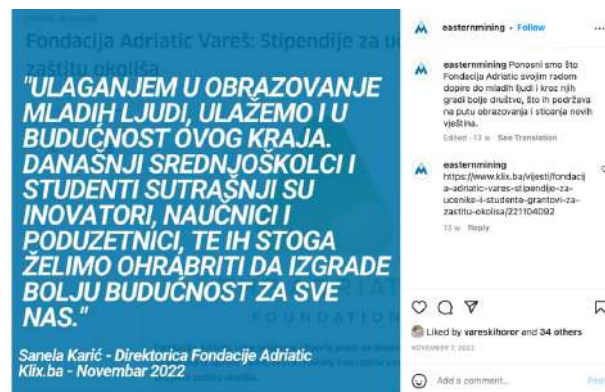 Fondacija Adriatic Vareš: Stipendije za
zaštitu okoliša
"ULAGANJEM U OBRAZOVANJE
MLADIH LJUDI, ULAŽEMO I U
BUDUĆNOST OVOG KRAJA.
DANAŠNJI SREDNJOŠKOLCI I
STUDENTI SUTRAŠNJI SU
INOVATORI, NAUČNICI I
PODUZETNICI, TE IH STOGA
ŽELIMO OHRABRITI DA IZGRADE
BOLJU BUDUĆNOST ZA SVE
NAS."
FOUNDATION
Sanela Karić - Direktorica Fondacije Adriatic
Klix.ba - Novembar 2022
easternmining • Follow
easternmining Ponosni smo što
Fondacija Adriatic svojim radom
dopire do mladih ljudi i kroz njih
gradi bolje društvo, što ih podržava
na putu obrazovanja i sticanja novih
vještina.
Edited · 13 w See Translation
easternmining
https://www.klix.ba/vijesti/fondacij
a-adriatic-vares-stipendije-za-
ucenike-i-studente-grantovi-za-
zastitu-okolisa/221104092
13 w Reply
Liked by vareskihoror and 34 others
NOVEMBER 7, 2022
Add a comment...
Post